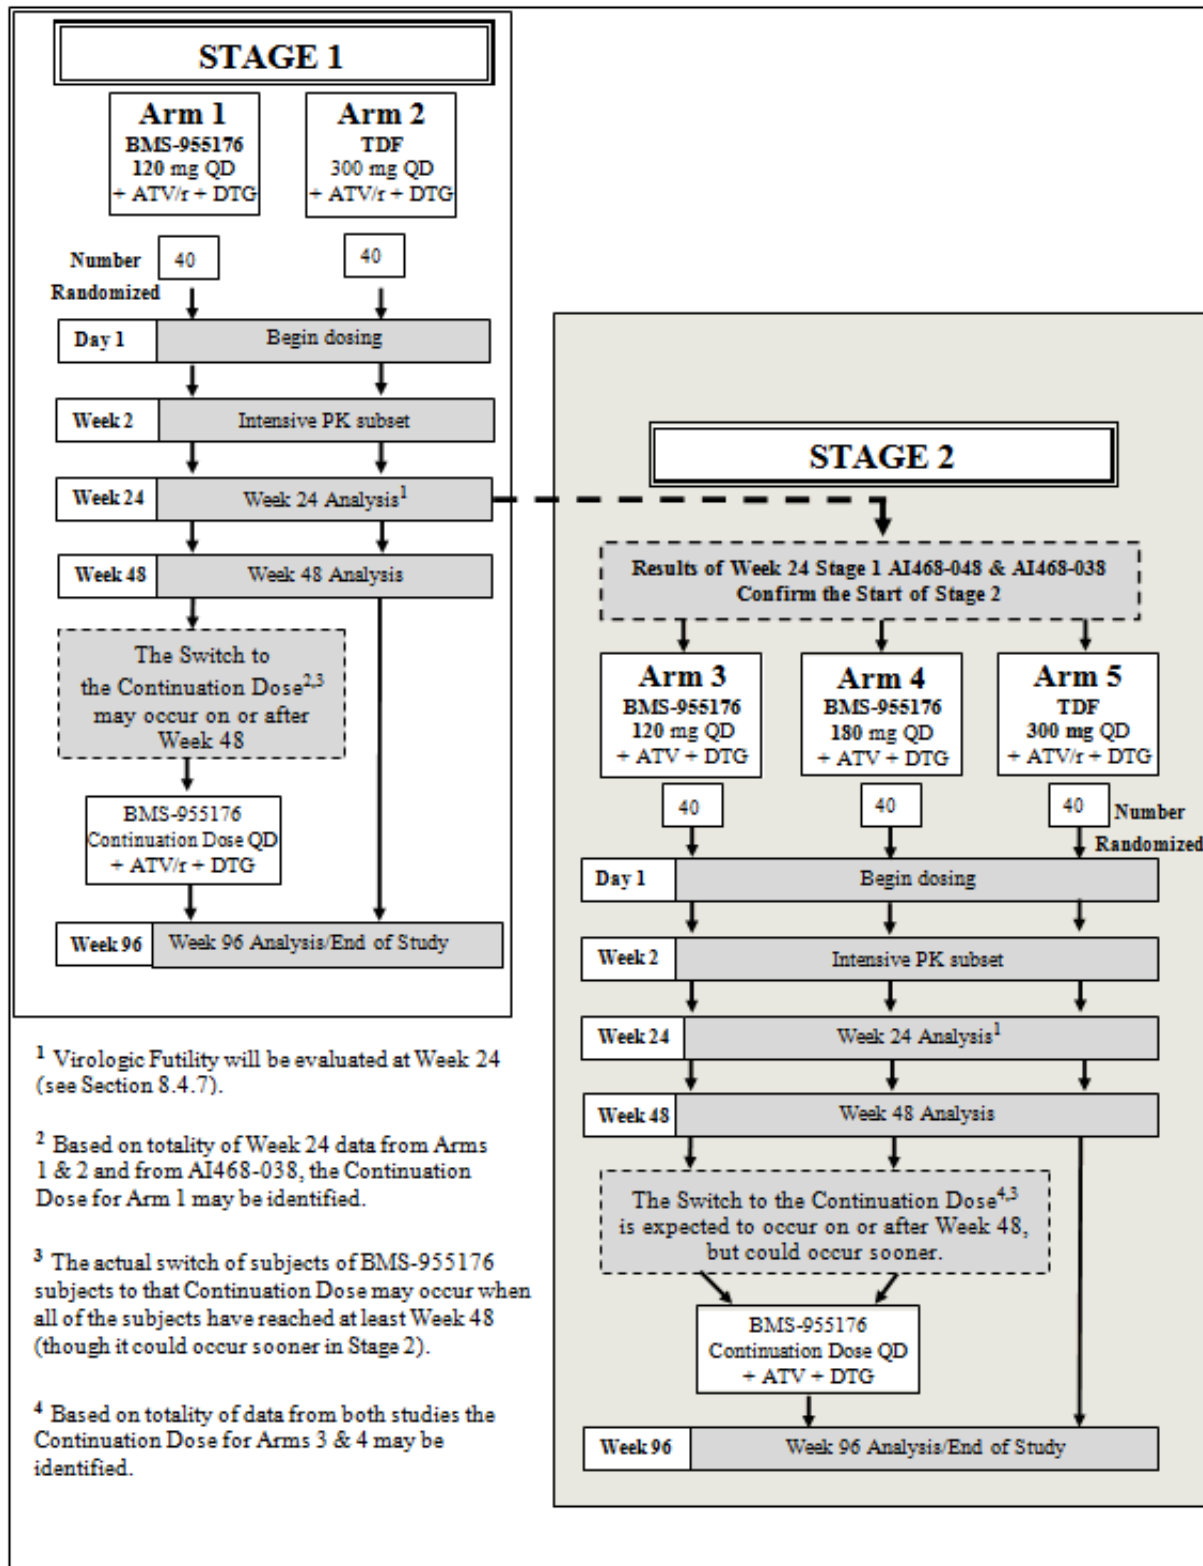 STAGE 1
Arm 1
BMS-955176
120 mg QD
+ ATV/r + DTG
Arm 2
TDF
300 mg QD
+ ATV/r + DTG
Number
Randomized
40
40
Day 1
Begin dosing
Week 2
Intensive PK subset
Week 24
Week 24 Analysis¹
Week 48
Week 48 Analysis
The Switch to
the Continuation Dose²,³
may occur on or after
Week 48
BMS-955176
Continuation Dose QD
+ ATV/r + DTG
Week 96
Week 96 Analysis/End of Study
STAGE 2
Results of Week 24 Stage 1 AI468-048 & AI468-038
Confirm the Start of Stage 2
Arm 3
BMS-955176
120 mg QD
+ ATV + DTG
Arm 4
BMS-955176
180 mg QD
+ ATV + DTG
Arm 5
TDF
300 mg QD
+ ATV/r + DTG
40
40
40
Number
Randomized
Day 1
Begin dosing
Week 2
Intensive PK subset
Week 24
Week 24 Analysis¹
Week 48
Week 48 Analysis
The Switch to the Continuation Dose⁴,³
is expected to occur on or after Week 48,
but could occur sooner.
BMS-955176
Continuation Dose QD
+ ATV + DTG
Week 96
Week 96 Analysis/End of Study
¹ Virologic Futility will be evaluated at Week 24
(see Section 8.4.7).
² Based on totality of Week 24 data from Arms
1 & 2 and from AI468-038, the Continuation
Dose for Arm 1 may be identified.
³ The actual switch of subjects of BMS-955176
subjects to that Continuation Dose may occur when
all of the subjects have reached at least Week 48
(though it could occur sooner in Stage 2).
⁴ Based on totality of data from both studies the
Continuation Dose for Arms 3 & 4 may be
identified.